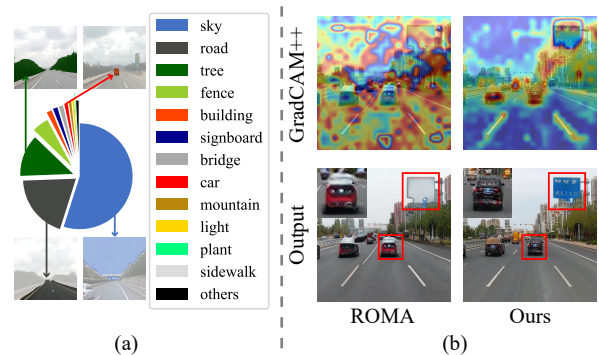 sky
road
tree
fence
building
signboard
bridge
car
mountain
light
plant
sidewalk
others
(a)
GradCAM++
Output
ROMA
Ours
(b)